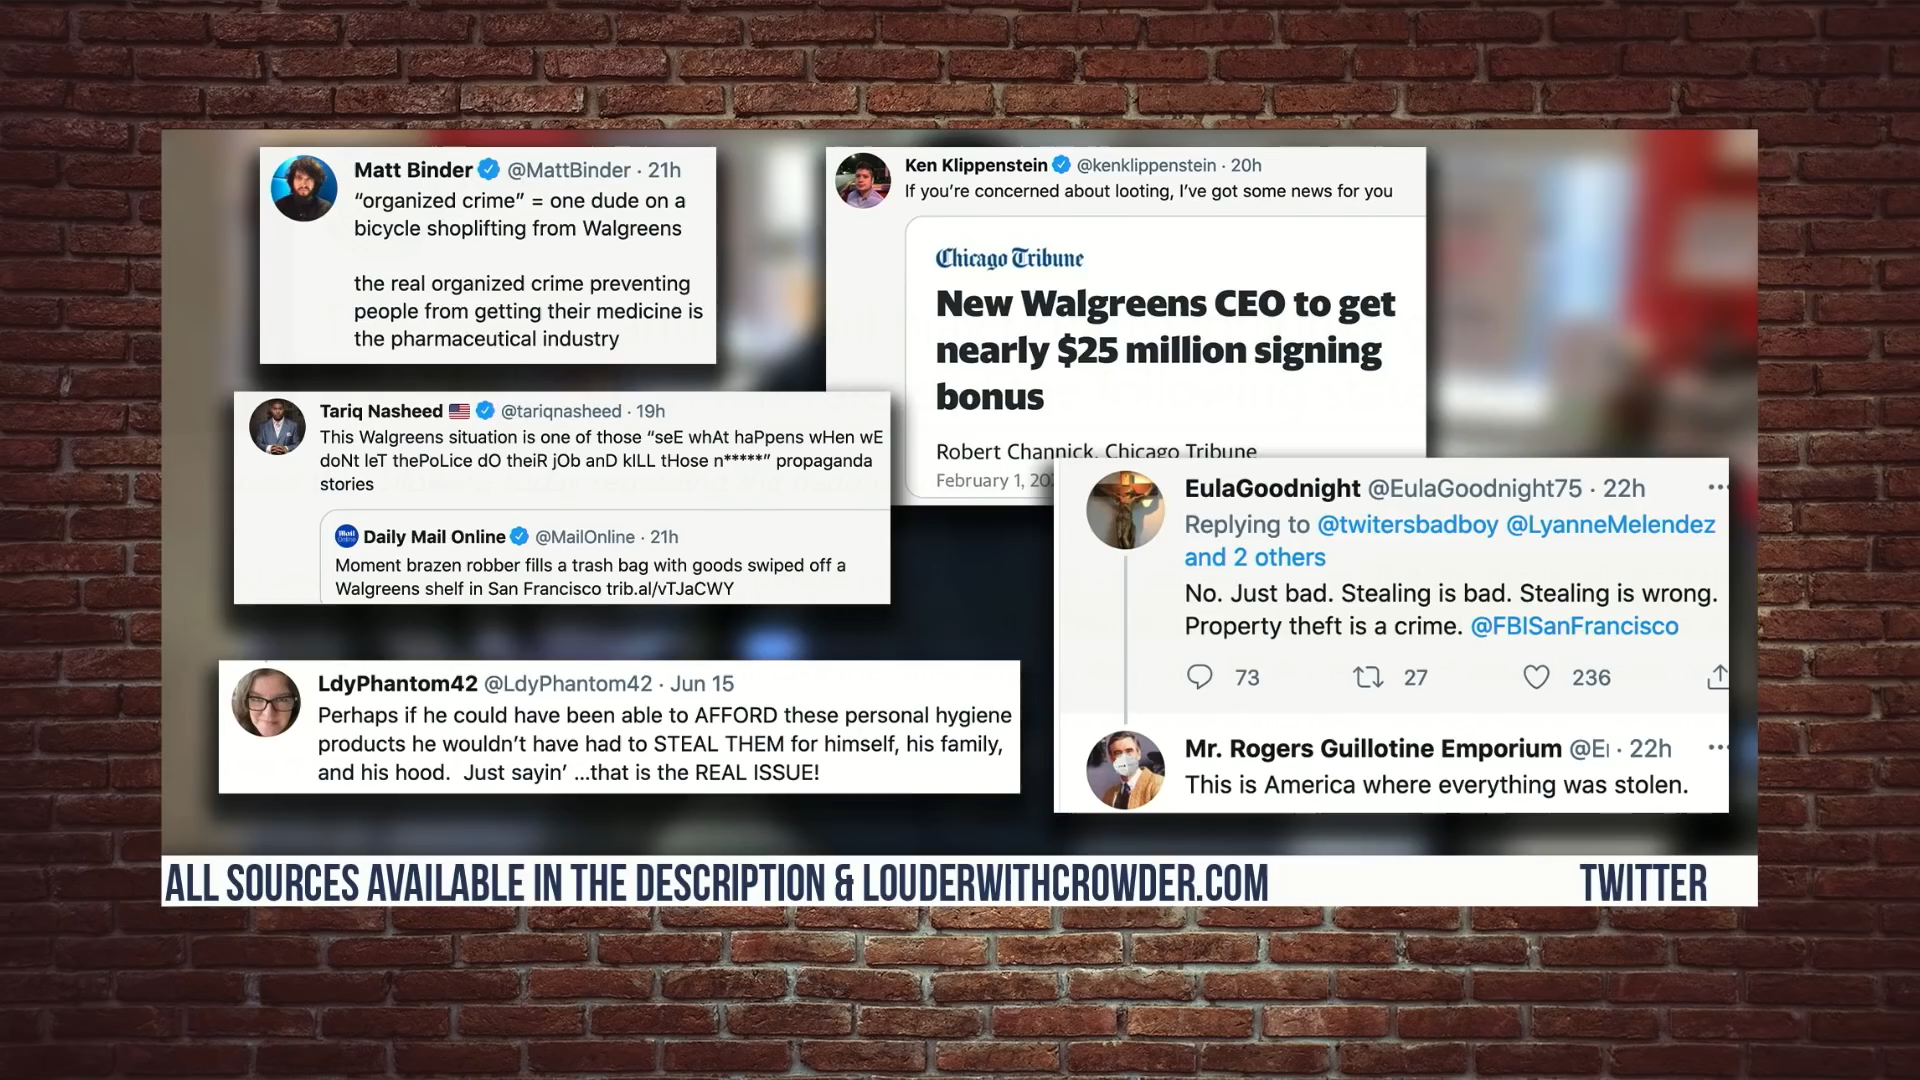 Matt Binder @MattBinder · 21h
“organized crime” = one dude on a
bicycle shoplifting from Walgreens
the real organized crime preventing
people from getting their medicine is
the pharmaceutical industry
Ken Klippenstein @kenklippenstein · 20h
If you’re concerned about looting, I’ve got some news for you
Chicago Tribune
New Walgreens CEO to get
nearly $25 million signing
bonus
Robert Channick, Chicago Tribune
February 1,
Tariq Nasheed @tariqnasheed · 19h
This Walgreens situation is one of those “seE whAt haPpens wHen wE
doNt leT thePoLice dO theiR jOb anD kILL tHose n*****” propaganda
stories
Daily Mail Online @MailOnline · 21h
Moment brazen robber fills a trash bag with goods swiped off a
Walgreens shelf in San Francisco trib.al/vTJaCWY
EulaGoodnight @EulaGoodnight75 · 22h
Replying to @twitersbadboy @LyanneMelendez
and 2 others
No. Just bad. Stealing is bad. Stealing is wrong.
Property theft is a crime. @FBISanFrancisco
73 27 236
Mr. Rogers Guillotine Emporium · 22h
This is America where everything was stolen.
LdyPhantom42 @LdyPhantom42 · Jun 15
Perhaps if he could have been able to AFFORD these personal hygiene
products he wouldn’t have had to STEAL THEM for himself, his family,
and his hood. Just sayin’ ...that is the REAL ISSUE!
ALL SOURCES AVAILABLE IN THE DESCRIPTION & LOUDERWITHCROWDER.COM
TWITTER